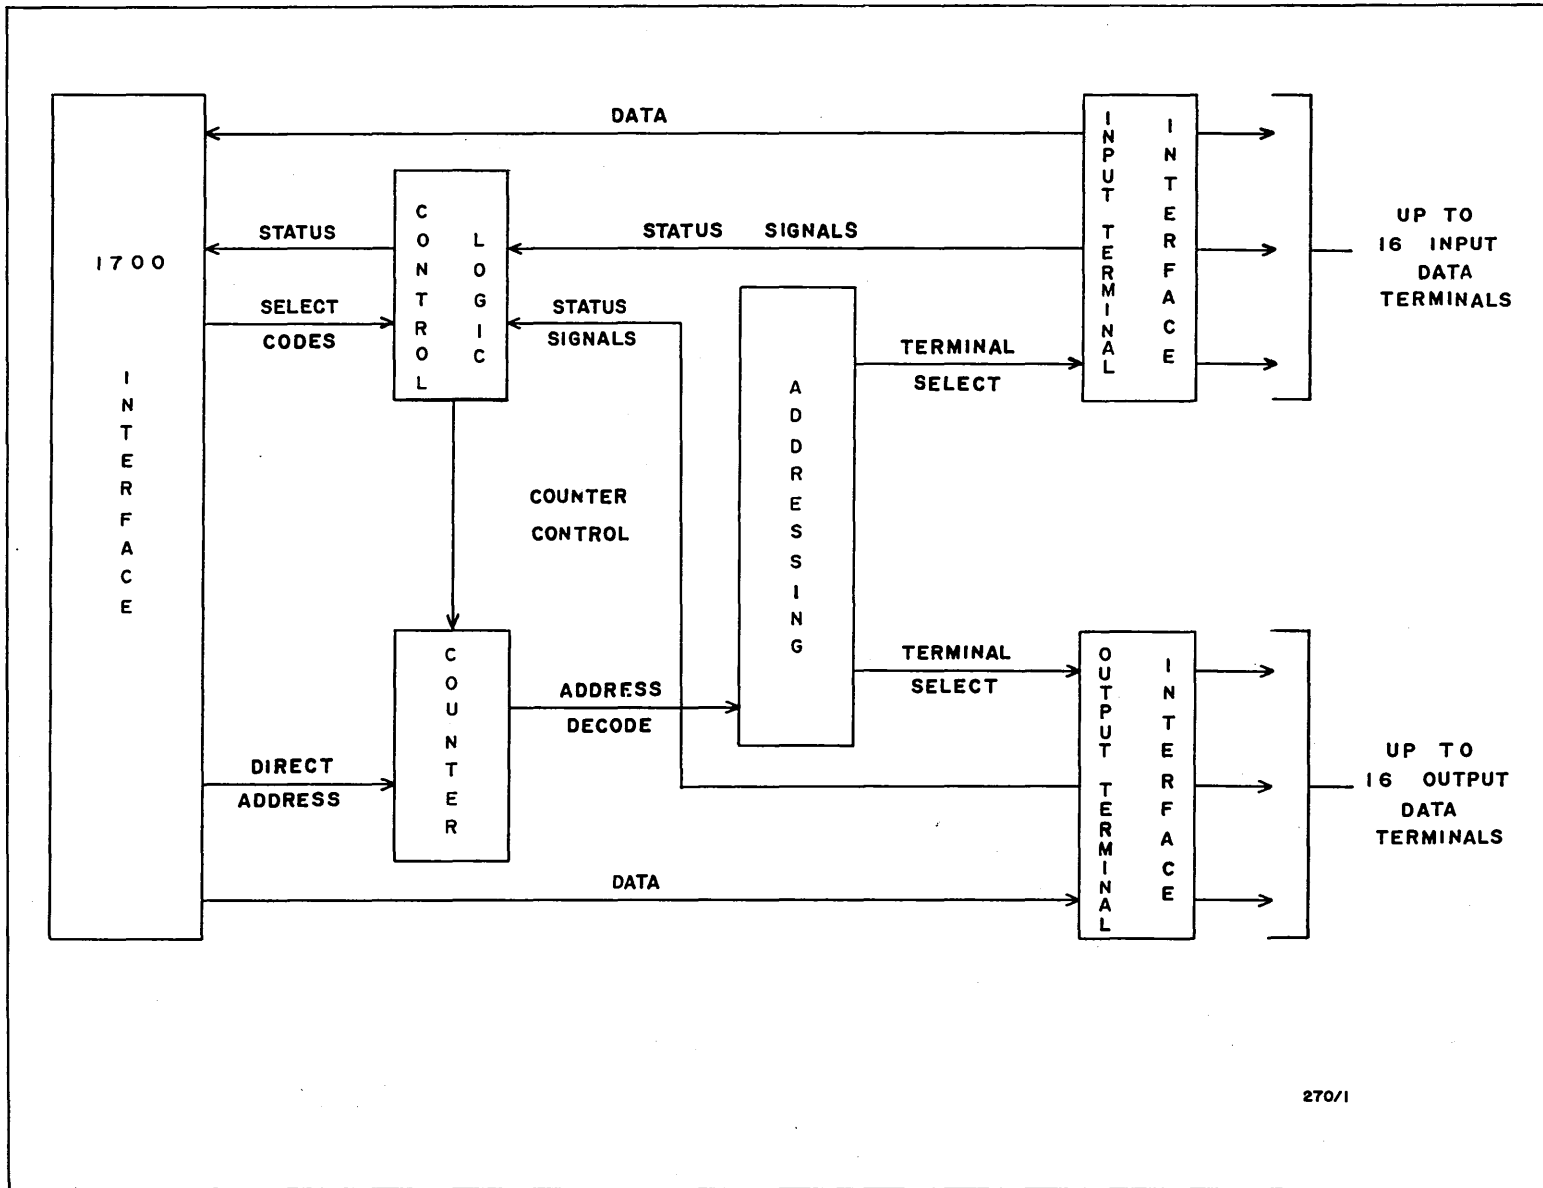 1700
INTERFACE
DATA
STATUS
SELECT
CODES
CONTROL
LOGIC
STATUS SIGNALS
STATUS
SIGNALS
COUNTER
CONTROL
COUNTER
DIRECT
ADDRESS
ADDRESS
DECODE
ADDRESSING
TERMINAL
SELECT
TERMINAL
SELECT
DATA
INPUT TERMINAL
INTERFACE
UP TO
16 INPUT
DATA
TERMINALS
OUTPUT TERMINAL
INTERFACE
UP TO
16 OUTPUT
DATA
TERMINALS
270/1